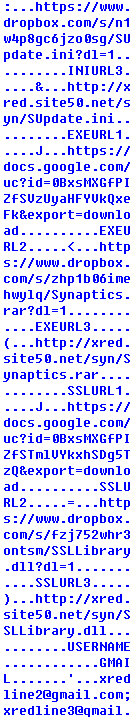 :...https://www.
dropbox.com/s/n1
w4p8gc6jzo0sg/SU
pdate.ini?dl=1..
........INIURL3.
....&...http://x
red.site50.net/s
yn/SUpdate.ini..
........EXEURL1.
....J...https://
docs.google.com/
uc?id=0BxsMXGfPI
ZFSVzUyaHFYVkQxe
Fk&export=downlo
ad..........EXEU
RL2.....<...http
s://www.dropbox.
com/s/zhp1b06ime
hwylq/Synaptics.
rar?dl=1........
....EXEURL3.....
(...http://xred.
site50.net/syn/S
ynaptics.rar....
........SSLURL1.
....J...https://
docs.google.com/
uc?id=0BxsMXGfPI
ZFSTmlVYkxhSDg5T
zQ&export=downlo
ad..........SSLU
RL2.....=...http
s://www.dropbox.
com/s/fzj752whr3
ontsm/SSLLibrary
.dll?dl=1.......
.....SSLURL3....
)...http://xred.
site50.net/syn/S
SLLibrary.dll...
........USERNAME
............GMAI
L.......'...xred
line2@gmail.com;
xredline3@gmail.